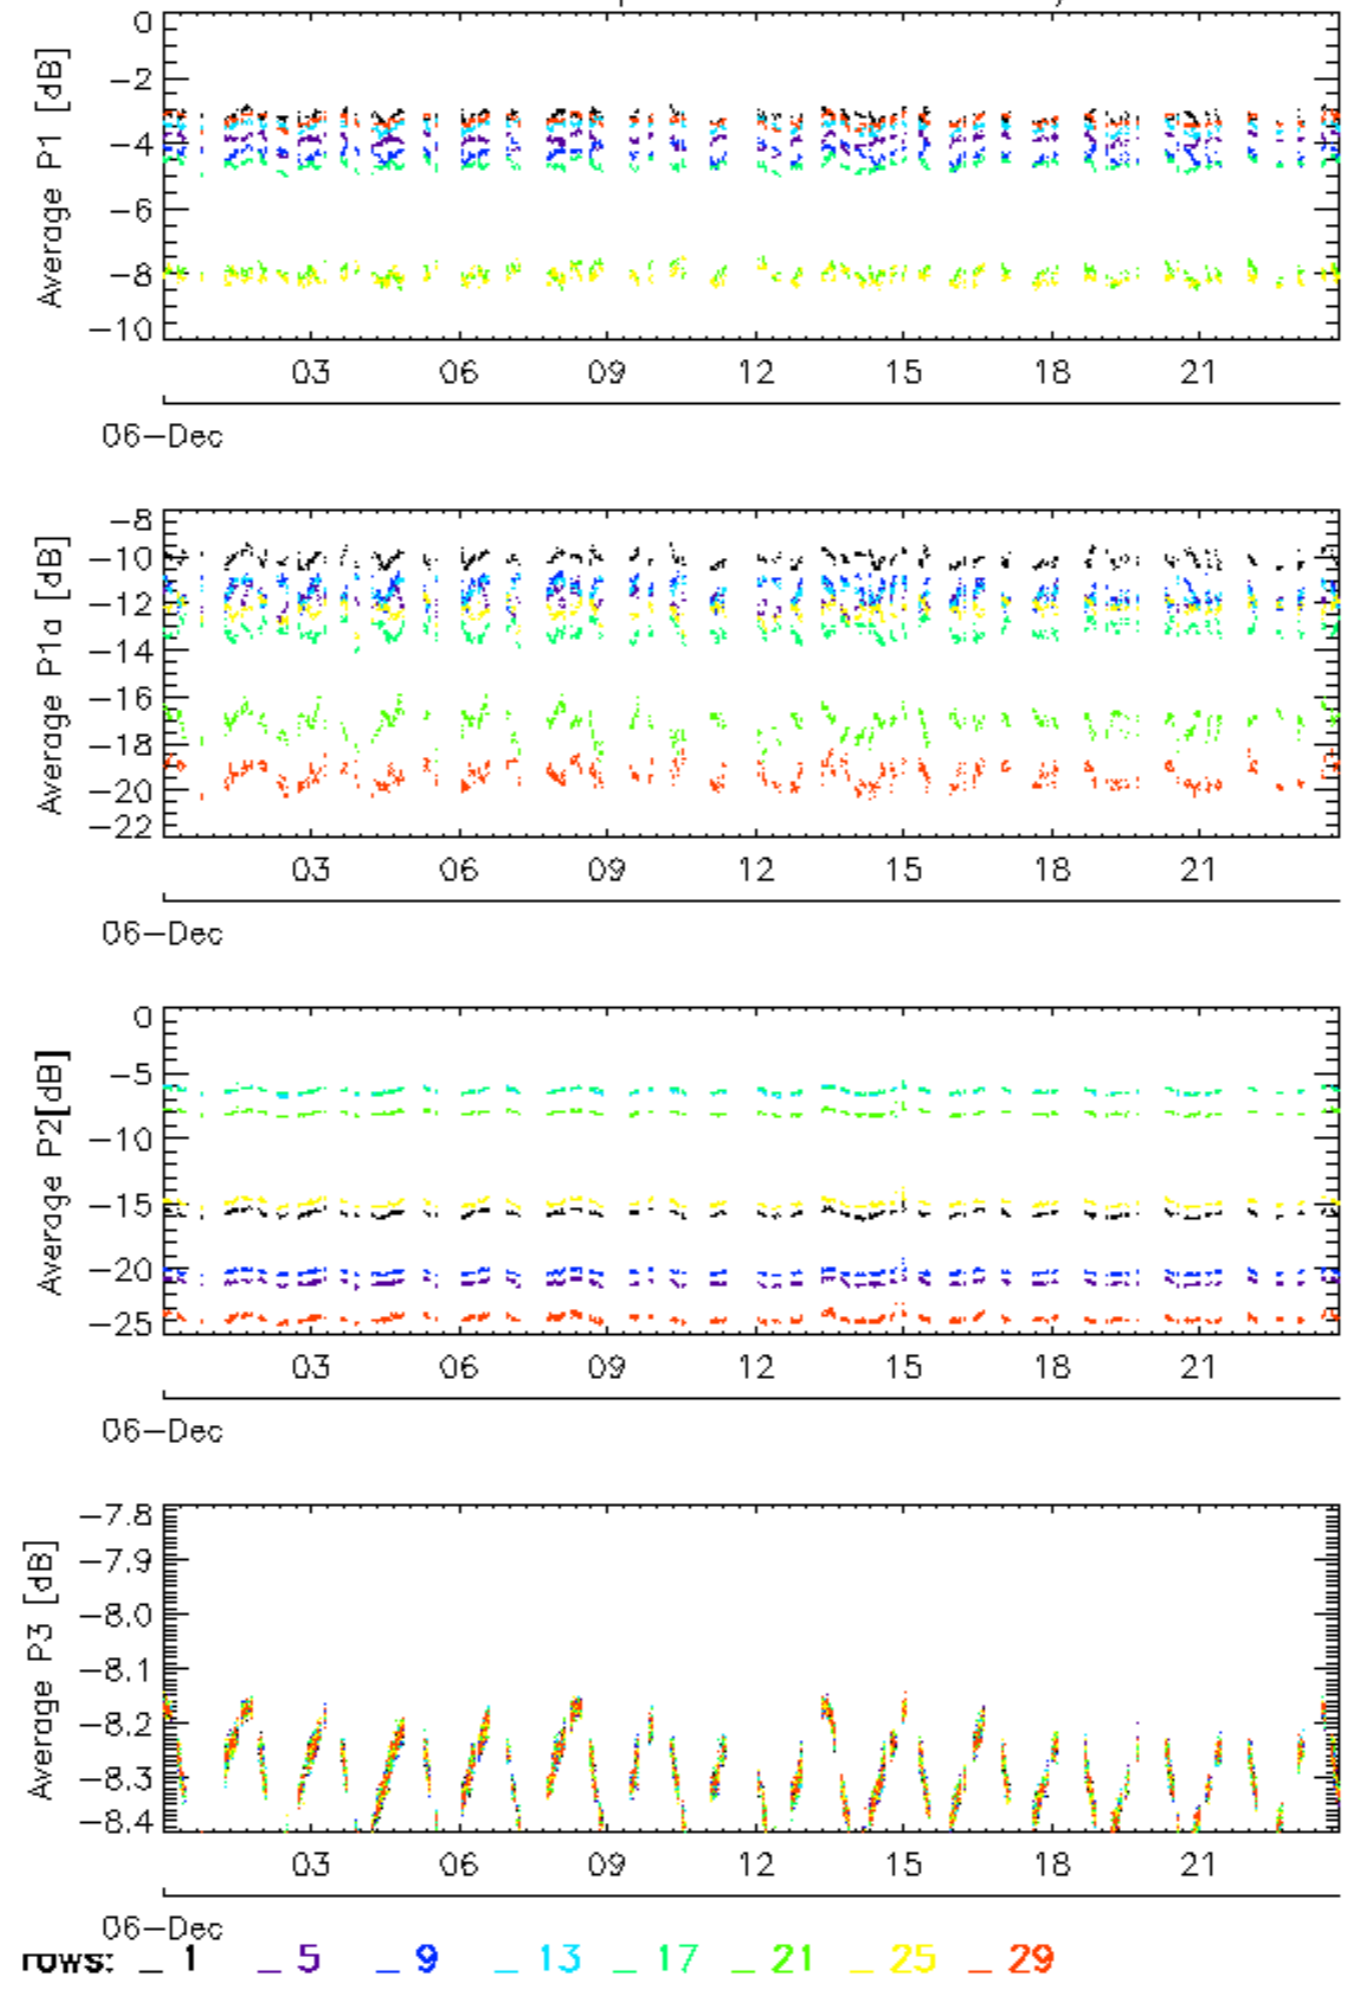 0
-2
-4
-6
-8
-10
Average P1 [dB]
03 06 09 12 15 18 21
06-Dec
-8
-10
-12
-14
-16
-18
-20
-22
Average P1a [dB]
03 06 09 12 15 18 21
06-Dec
0
-5
-10
-15
-20
-25
Average P2[dB]
03 06 09 12 15 18 21
06-Dec
-7.8
-7.9
-8.0
-8.1
-8.2
-8.3
-8.4
Average P3 [dB]
03 06 09 12 15 18 21
06-Dec
rows: _ 1 _ 5 _ 9 _ 13 _ 17 _ 21 _ 25 _ 29